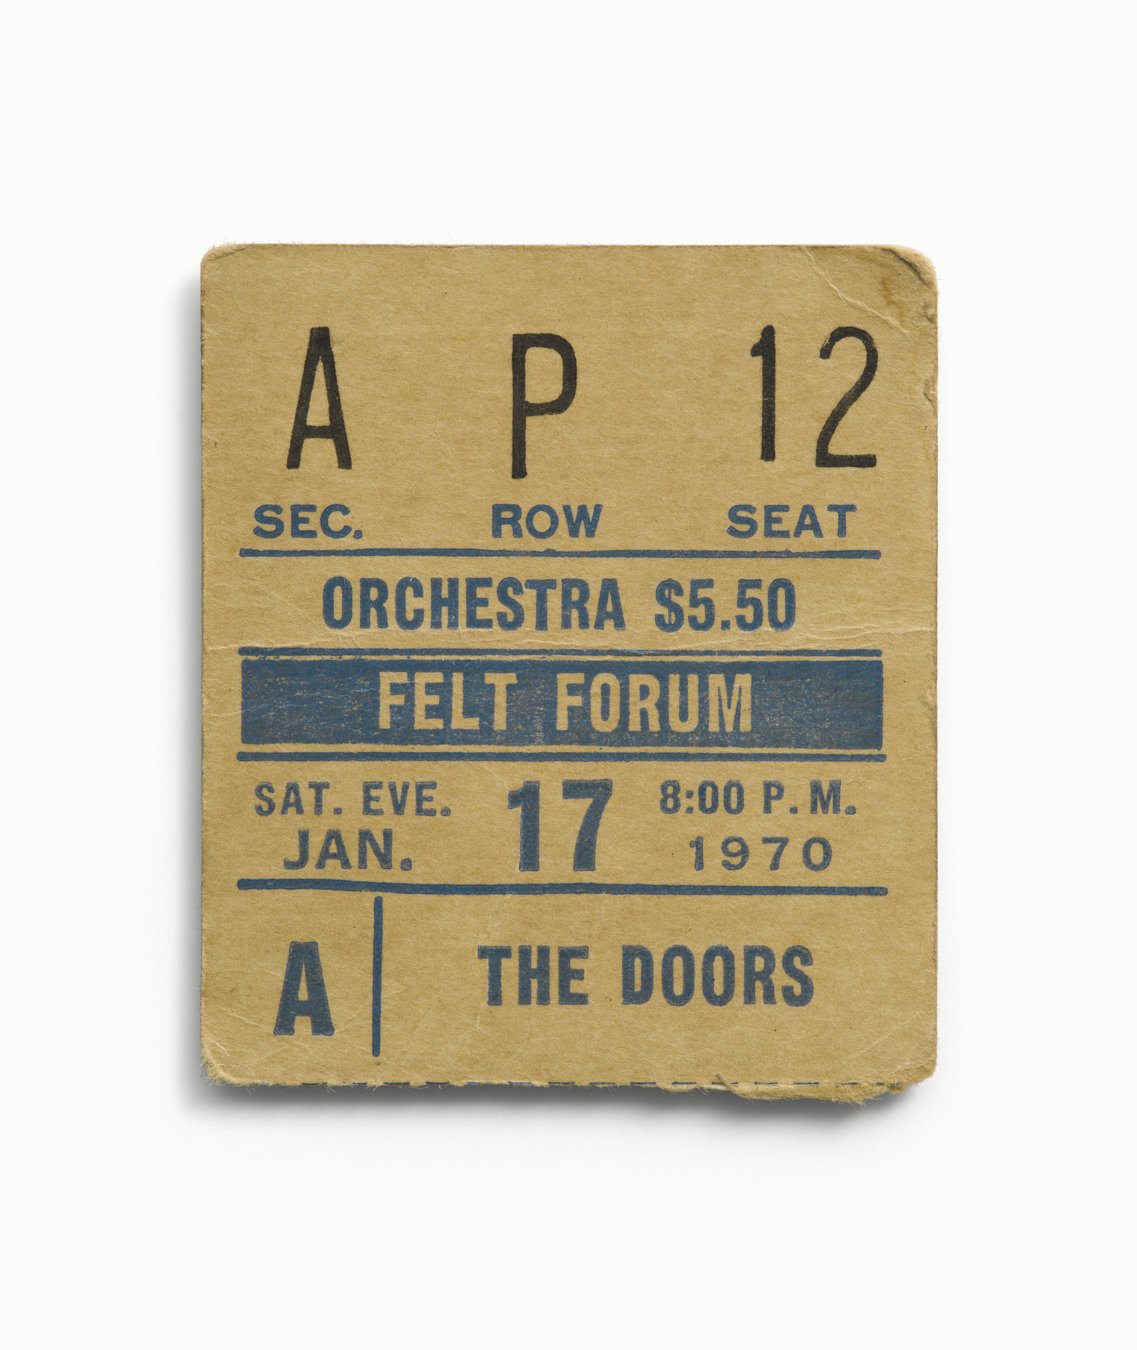 A P 12
SEC. ROW SEAT
ORCHESTRA $5.50
FELT FORUM
SAT. EVE. 17 8:00 P.M.
JAN. 1970
A THE DOORS